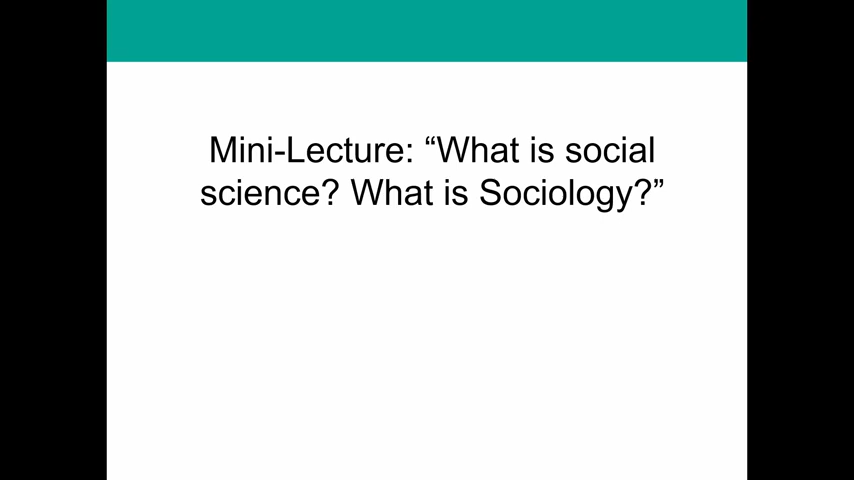 Mini-Lecture: “What is social
science? What is Sociology?”